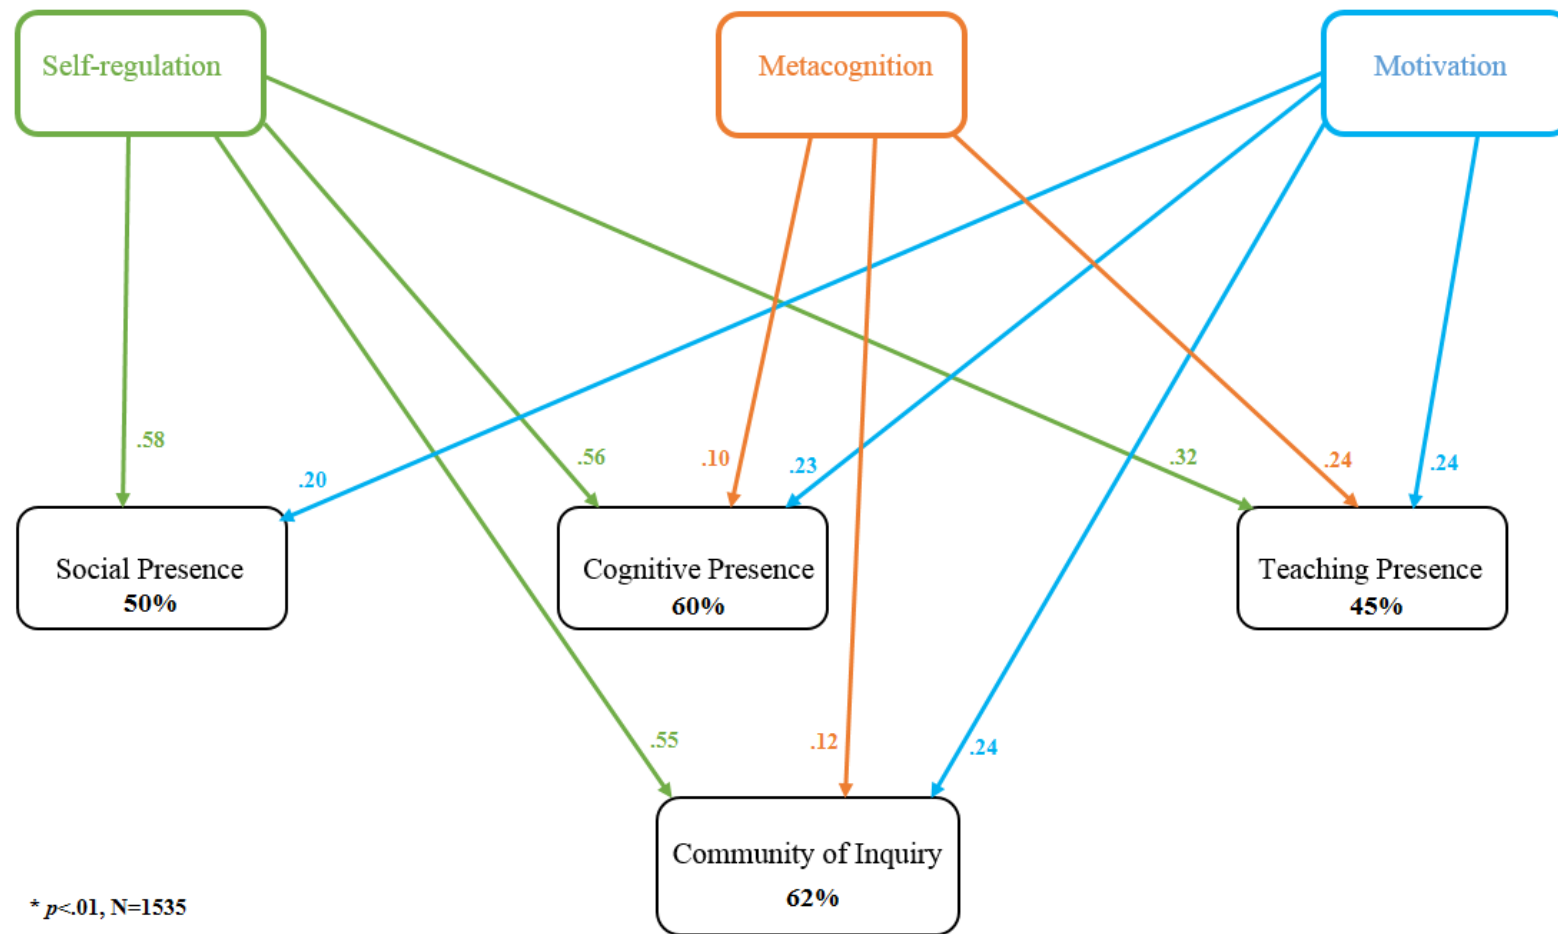 Self-regulation
Metacognition
Motivation
.58
.20
.56
.10
.23
.32
.24
.24
Social Presence
50%
Cognitive Presence
60%
Teaching Presence
45%
.55
.12
.24
Community of Inquiry
62%
* p<.01, N=1535